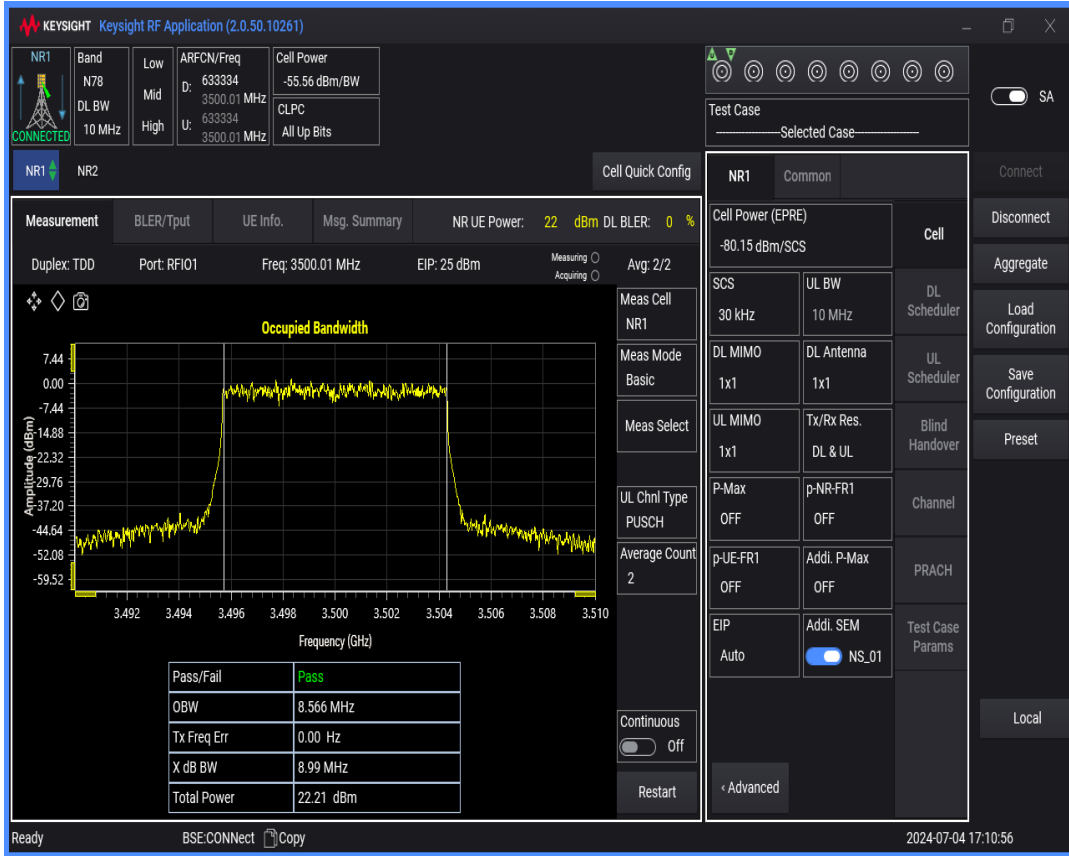 KEYSIGHT Keysight RF Application (2.0.50.10261)
NR1
CONNECTED
Band
N78
DL BW
10 MHz
Low
Mid
High
ARFCN/Freq
D: 633334
3500.01 MHz
U: 633334
3500.01 MHz
Cell Power
-55.56 dBm/BW
CLPC
All Up Bits
Test Case
--------------------Selected Case-----------------
SA
NR1
NR2
Cell Quick Config
Measurement BLER/Tput UE Info. Msg. Summary NR UE Power: 22 dBm DL BLER: 0 %
Duplex: TDD Port: RFIO1 Freq: 3500.01 MHz EIP: 25 dBm Measuring Avg: 2/2
Acquiring
Occupied Bandwidth
Amplitude (dBm)
7.44
0.00
-7.44
-14.88
-22.32
-29.76
-37.20
-44.64
-52.08
-59.52
3.492 3.494 3.496 3.498 3.500 3.502 3.504 3.506 3.508 3.510
Frequency (GHz)
Pass/Fail Pass
OBW 8.566 MHz
Tx Freq Err 0.00 Hz
X dB BW 8.99 MHz
Total Power 22.21 dBm
Meas Cell
NR1
Meas Mode
Basic
Meas Select
UL Chnl Type
PUSCH
Average Count
2
Continuous
Off
Restart
NR1 Common
Cell Power (EPRE)
-80.15 dBm/SCS
SCS
30 kHz
UL BW
10 MHz
DL MIMO
1x1
DL Antenna
1x1
UL MIMO
1x1
Tx/Rx Res.
DL & UL
P-Max
OFF
p-NR-FR1
OFF
p-UE-FR1
OFF
Addi. P-Max
OFF
EIP
Auto
Addi. SEM
NS_01
‹ Advanced
Cell
DL
Scheduler
UL
Scheduler
Blind
Handover
Channel
PRACH
Test Case
Params
Connect
Disconnect
Aggregate
Load
Configuration
Save
Configuration
Preset
Local
Ready BSE:CONNect Copy 2024-07-04 17:10:56